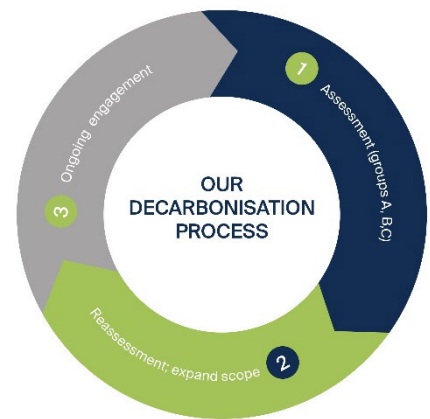 OUR
DECARBONISATION
PROCESS
1
Assessment (groups A, B,C)
2
Reassessment; expand scope
3
Ongoing engagement